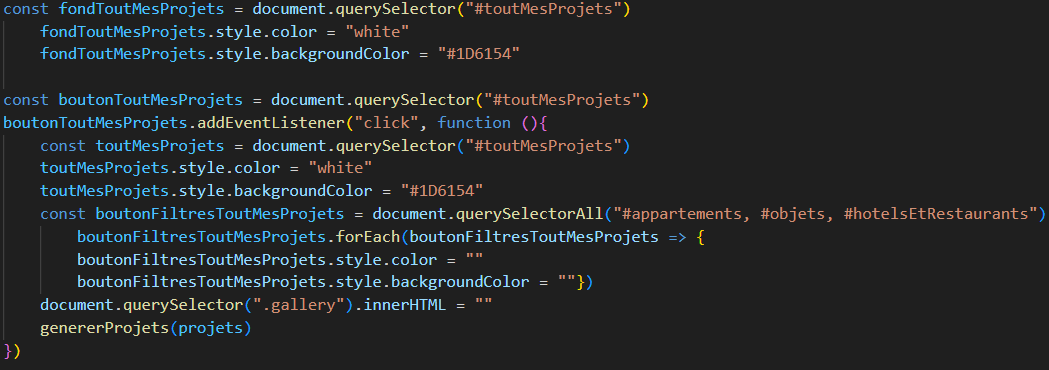 const fondToutMesProjets = document.querySelector("#toutMesProjets")
fondToutMesProjets.style.color = "white"
fondToutMesProjets.style.backgroundColor = "#1D6154"
const boutonToutMesProjets = document.querySelector("#toutMesProjets")
boutonToutMesProjets.addEventListener("click", function (){
const toutMesProjets = document.querySelector("#toutMesProjets")
toutMesProjets.style.color = "white"
toutMesProjets.style.backgroundColor = "#1D6154"
const boutonFiltresToutMesProjets = document.querySelectorAll("#appartements, #objets, #hotelsEtRestaurants")
boutonFiltresToutMesProjets.forEach(boutonFiltresToutMesProjets => {
boutonFiltresToutMesProjets.style.color = ""
boutonFiltresToutMesProjets.style.backgroundColor = ""})
document.querySelector(".gallery").innerHTML = ""
genererProjets(projets)
})